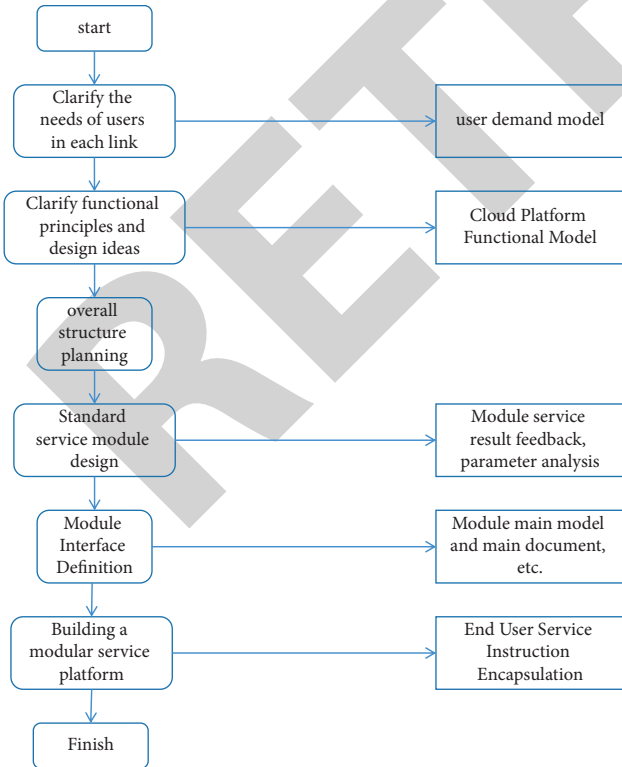 start
Clarify the
needs of users
in each link
user demand model
Clarify functional
principles and
design ideas
Cloud Platform
Functional Model
overall
structure
planning
Standard
service module
design
Module service
result feedback,
parameter analysis
Module
Interface
Definition
Module main model
and main document,
etc.
Building a
modular service
platform
End User Service
Instruction
Encapsulation
Finish